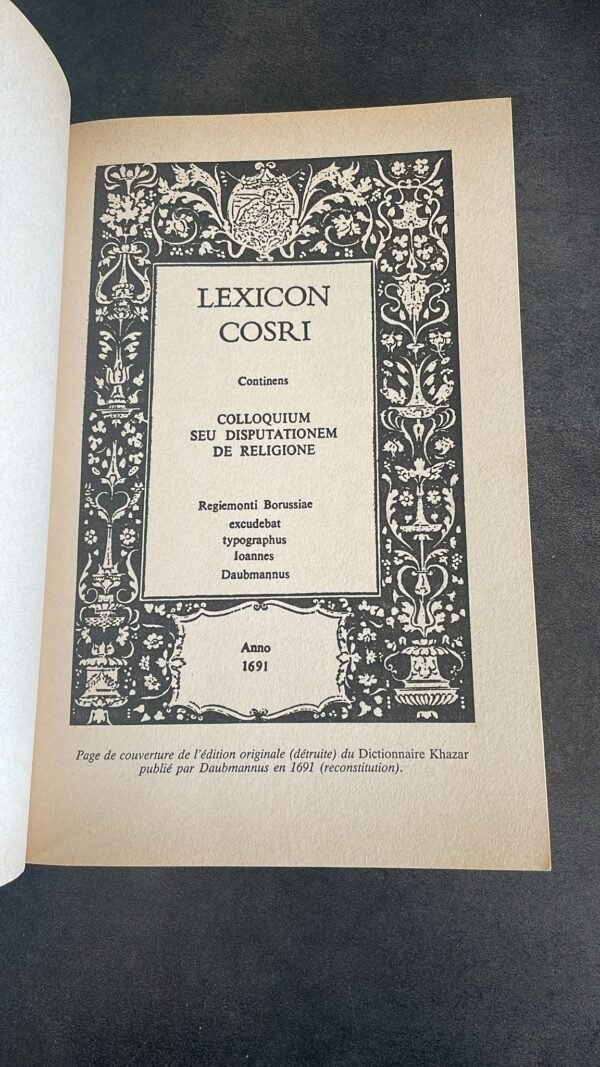 LEXICON
COSRI
Continens
COLLOQUIUM
SEU DISPUTATIONEM
DE RELIGIONE
Regiemonti Borussiae
excudebat
typographus
Ioannes
Daubmannus
Anno
1691
Page de couverture de l'édition originale (détruite) du Dictionnaire Khazar
publié par Daubmannus en 1691 (reconstitution).